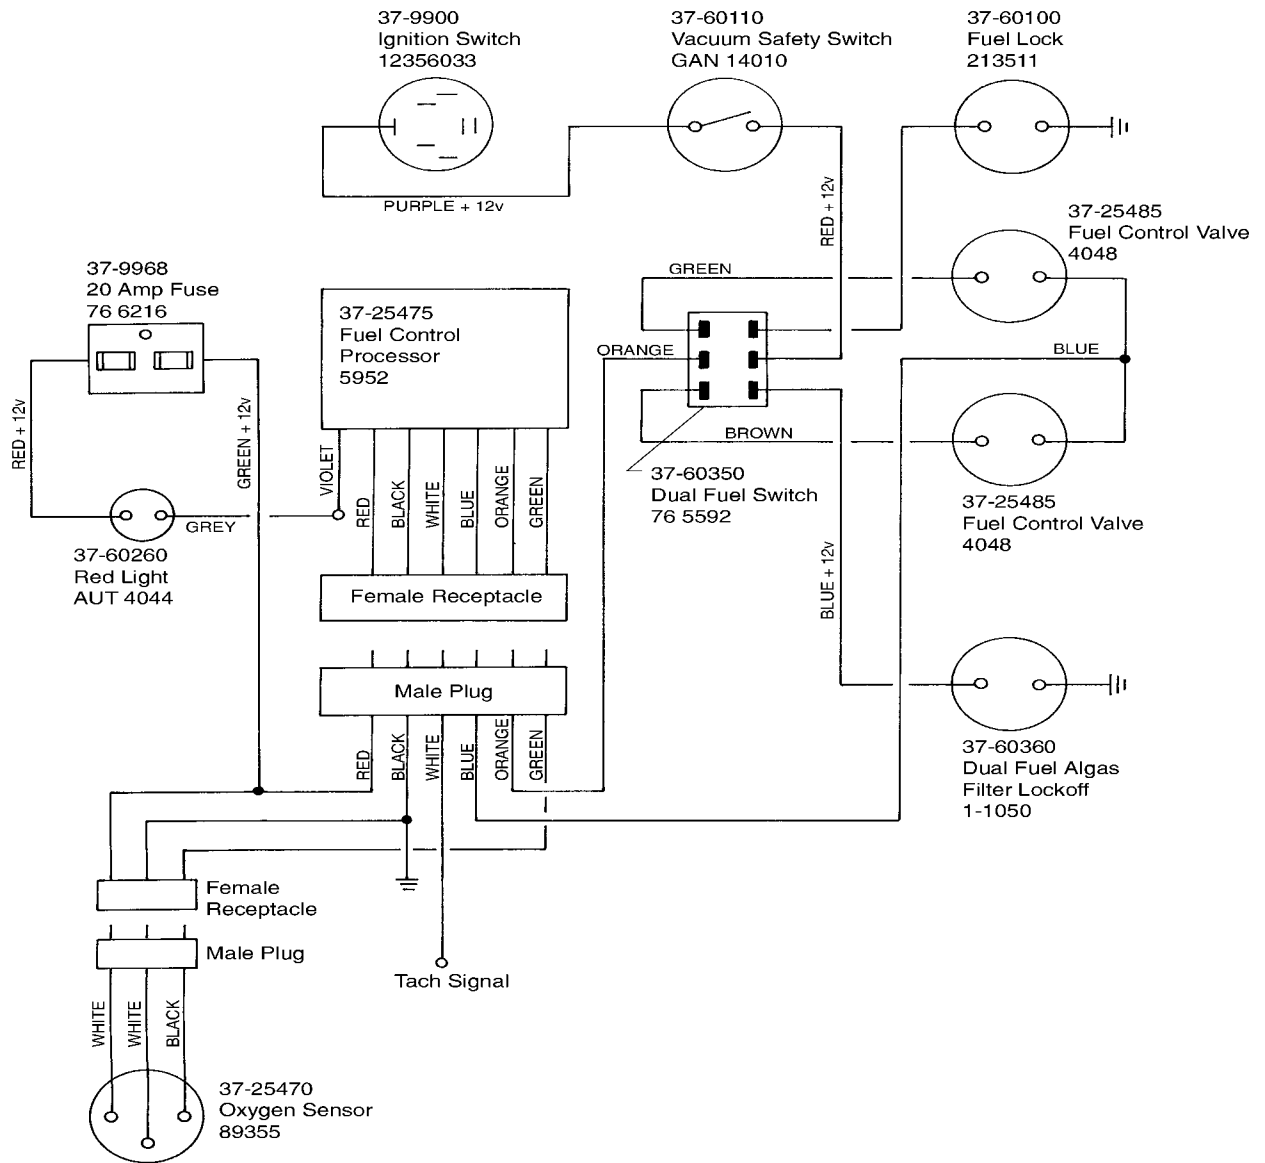 37-9900
Ignition Switch
12356033
37-60110
Vacuum Safety Switch
GAN 14010
37-60100
Fuel Lock
213511
PURPLE + 12v
RED + 12v
37-25485
Fuel Control Valve
4048
37-9968
20 Amp Fuse
76 6216
GREEN
37-25475
Fuel Control
Processor
5952
ORANGE
BLUE
RED + 12v
GREEN + 12v
BROWN
37-60350
Dual Fuel Switch
76 5592
37-25485
Fuel Control Valve
4048
VIOLET
RED
BLACK
WHITE
BLUE
ORANGE
GREEN
GREY
37-60260
Red Light
AUT 4044
BLUE + 12v
Female Receptacle
Male Plug
RED
BLACK
WHITE
BLUE
ORANGE
GREEN
37-60360
Dual Fuel Algas
Filter Lockoff
1-1050
Female
Receptacle
Male Plug
Tach Signal
WHITE
WHITE
BLACK
37-25470
Oxygen Sensor
89355